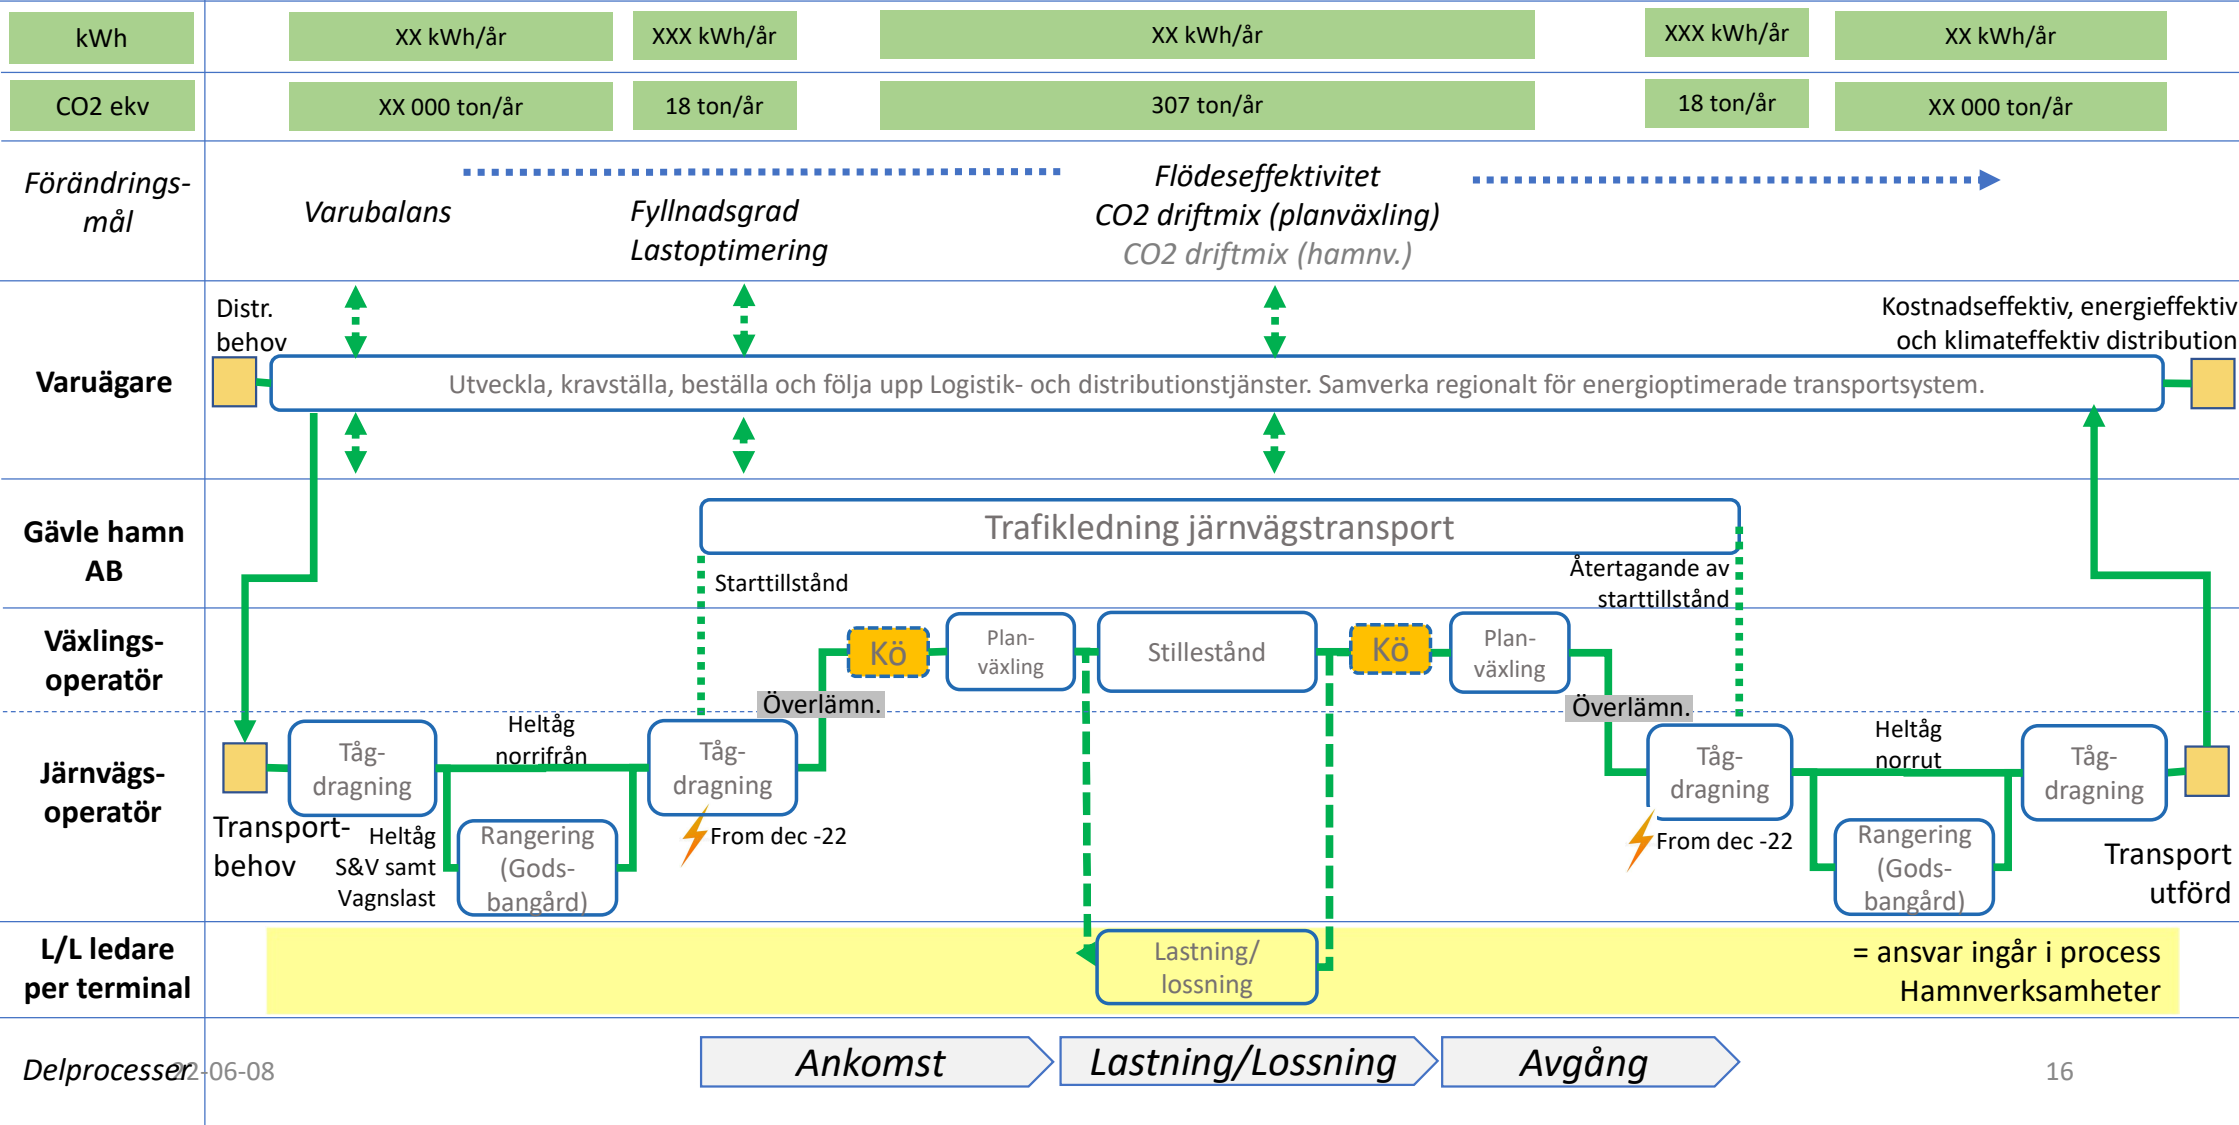 kWh
XX kWh/år
XXX kWh/år
XX kWh/år
XXX kWh/år
XX kWh/år
CO2 ekv
XX 000 ton/år
18 ton/år
307 ton/år
18 ton/år
XX 000 ton/år
Förändrings-
mål
Varubalans
Fyllnadsgrad
Lastoptimering
Flödeseffektivitet
CO2 driftmix (planväxling)
CO2 driftmix (hamnv.)
Varuägare
Distr.
behov
Kostnadseffektiv, energieffektiv
och klimateffektiv distribution
Utveckla, kravställa, beställa och följa upp Logistik- och distributionstjänster. Samverka regionalt för energioptimerade transportsystem.
Gävle hamn
AB
Trafikledning järnvägstransport
Starttillstånd
Återtagande av
starttillstånd
Växlings-
operatör
Kö
Plan-
växling
Stillestånd
Kö
Plan-
växling
Överlämn.
Överlämn.
Järnvägs-
operatör
Transport-
behov
Tåg-
dragning
Heltåg
norrifrån
Heltåg
S&V samt
Vagnslast
Rangering
(Gods-
bangård)
Tåg-
dragning
From dec -22
Tåg-
dragning
From dec -22
Heltåg
norrut
Rangering
(Gods-
bangård)
Tåg-
dragning
Transport
utförd
L/L ledare
per terminal
Lastning/
lossning
= ansvar ingår i process
Hamnverksamheter
Delprocesser
22-06-08
Ankomst
Lastning/Lossning
Avgång
16